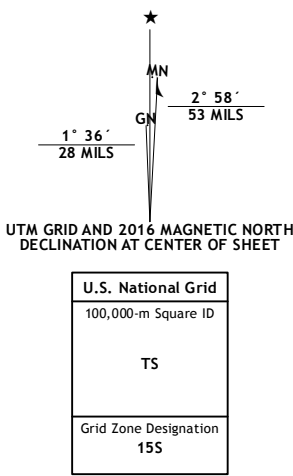 MN
GN
2° 58´
53 MILS
1° 36´
28 MILS
UTM GRID AND 2016 MAGNETIC NORTH
DECLINATION AT CENTER OF SHEET
U.S. National Grid
100,000-m Square ID
TS
Grid Zone Designation
15S